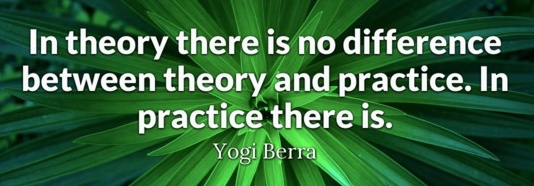 In theory there is no difference
between theory and practice. In
practice there is.
Yogi Berra